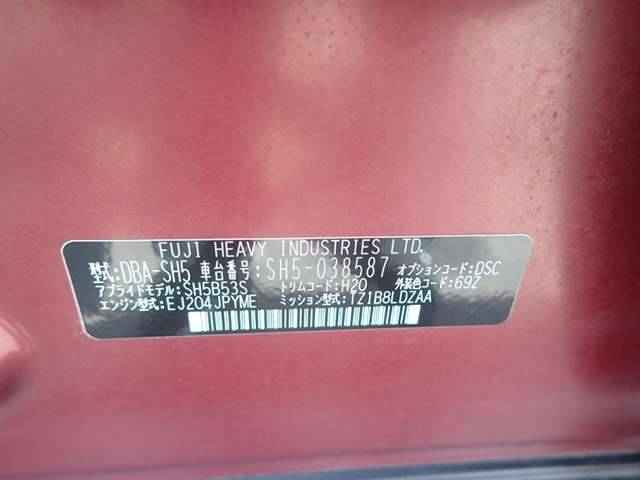 FUJI HEAVY INDUSTRIES LTD.
型式:DBA-SH5 車台番号:SH5-038587 オプションコード:DSC
アプライドモデル:SH5B53S トリムコード:H20 外装色コード:69Z
エンジン型式:EJ204JPYME ミッション型式:TZ1B8LDZAA